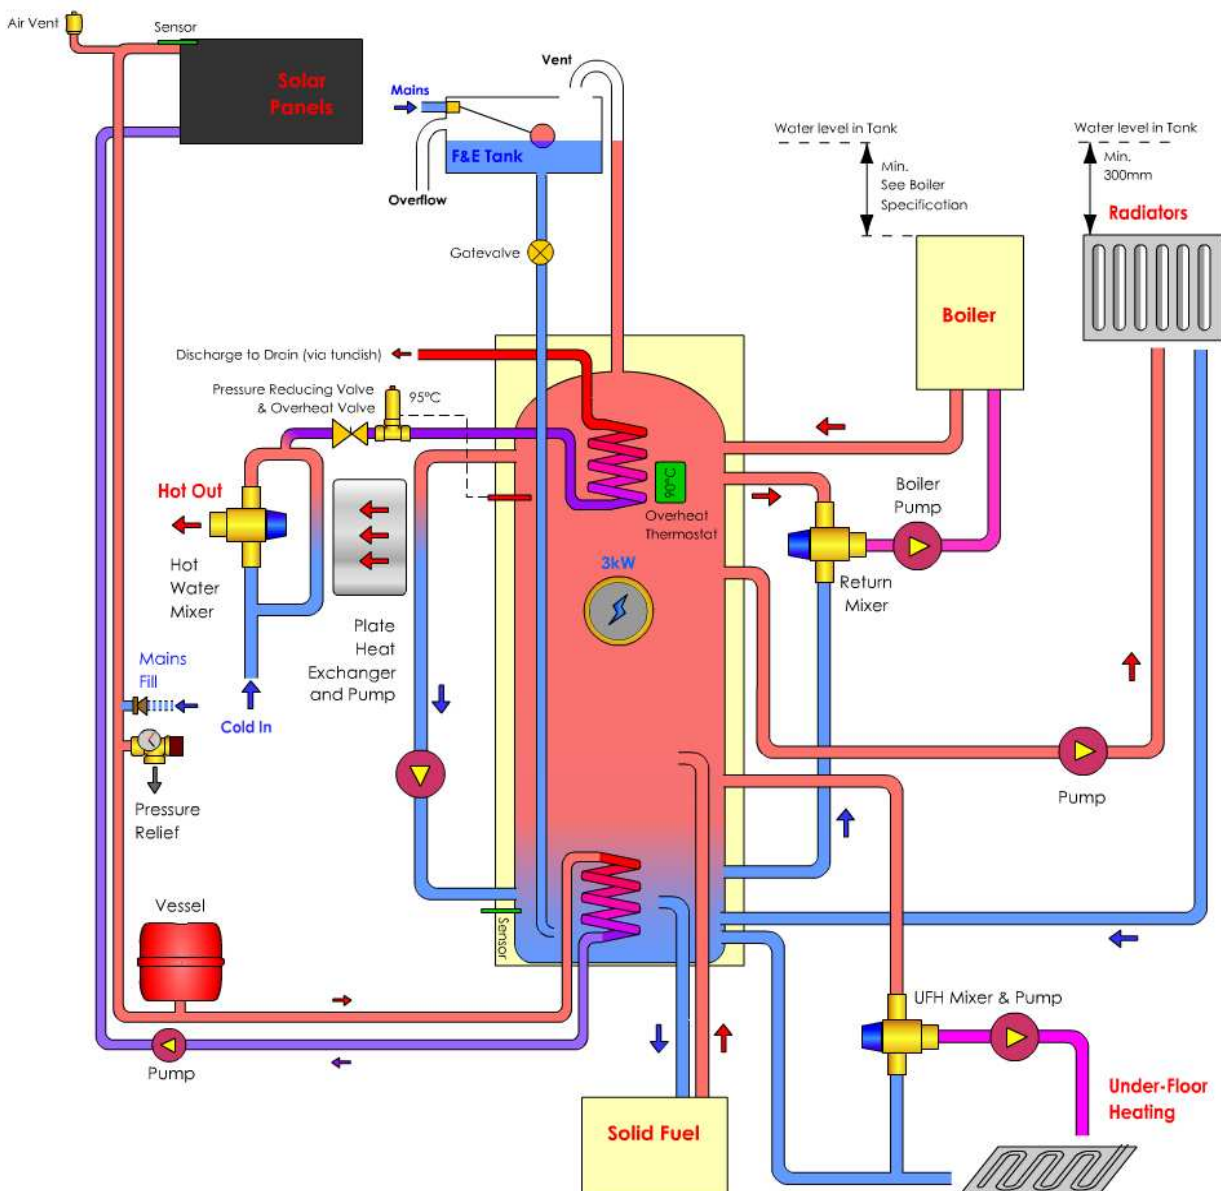 Air Vent
Sensor
Solar
Panels
Vent
Mains
F&E Tank
Overflow
Gatevalve
Water level in Tank
Min.
See Boiler
Specification
Water level in Tank
Min.
300mm
Radiators
Boiler
Discharge to Drain (via tundish)
Pressure Reducing Valve
& Overheat Valve
95°C
Hot Out
Hot
Water
Mixer
90°C
Overheat
Thermostat
3kW
Boiler
Pump
Return
Mixer
Plate
Heat
Exchanger
and Pump
Mains
Fill
Cold In
Pressure
Relief
Pump
Vessel
Sensor
Pump
UFH Mixer & Pump
Under-Floor
Heating
Solid Fuel